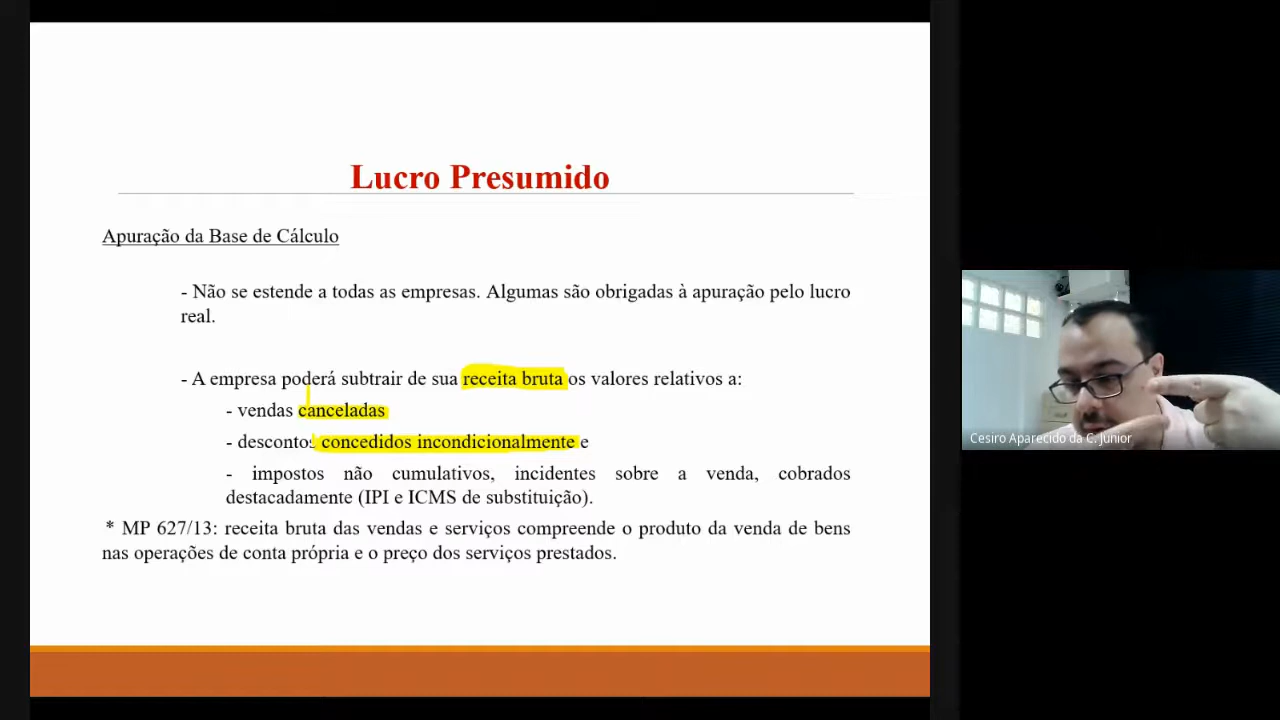 Lucro Presumido
Apuração da Base de Cálculo
- Não se estende a todas as empresas. Algumas são obrigadas à apuração pelo lucro
real.
- A empresa poderá subtrair de sua receita bruta os valores relativos a:
- vendas canceladas
- descontos concedidos incondicionalmente e
- impostos não cumulativos, incidentes sobre a venda, cobrados
destacadamente (IPI e ICMS de substituição).
* MP 627/13: receita bruta das vendas e serviços compreende o produto da venda de bens
nas operações de conta própria e o preço dos serviços prestados.
Cesiro Aparecido da C. Junior